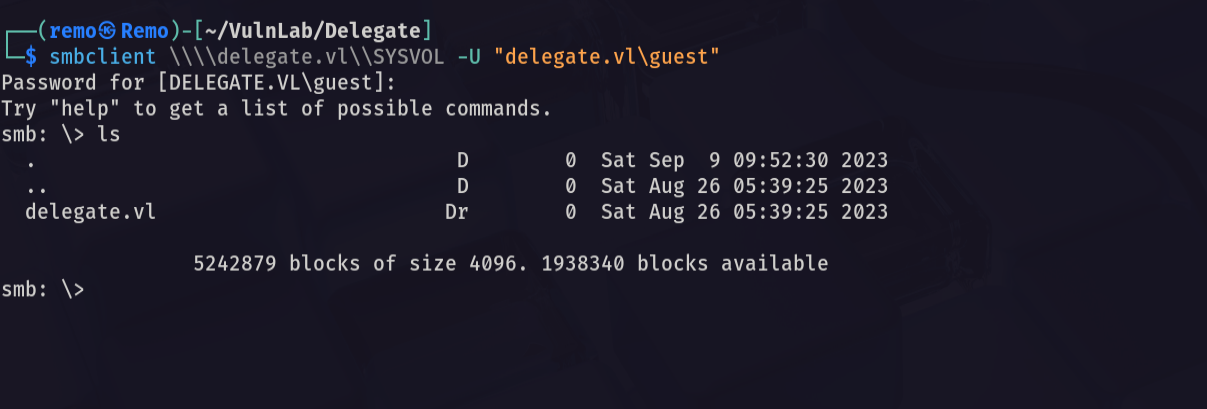 ┌──(remo㉿Remo)-[~/VulnLab/Delegate]
└─$ smbclient \\\\delegate.vl\\SYSVOL -U "delegate.vl\guest"
Password for [DELEGATE.VL\guest]:
Try "help" to get a list of possible commands.
smb: \> ls
  .                                   D        0  Sat Sep  9 09:52:30 2023
  ..                                  D        0  Sat Aug 26 05:39:25 2023
  delegate.vl                        Dr        0  Sat Aug 26 05:39:25 2023
                5242879 blocks of size 4096. 1938340 blocks available
smb: \>